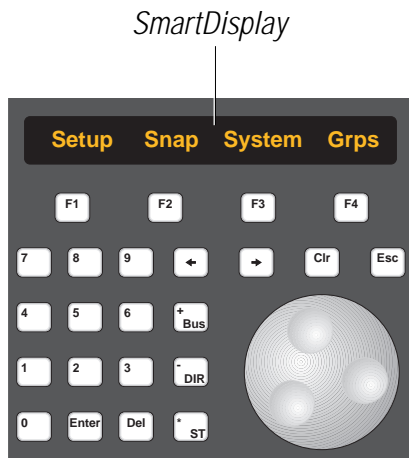 SmartDisplay
Setup Snap System Grps
F1 F2 F3 F4
7 8 9 Clr Esc
4 5 6 + Bus
1 2 3 - DIR
0 Enter Del * ST